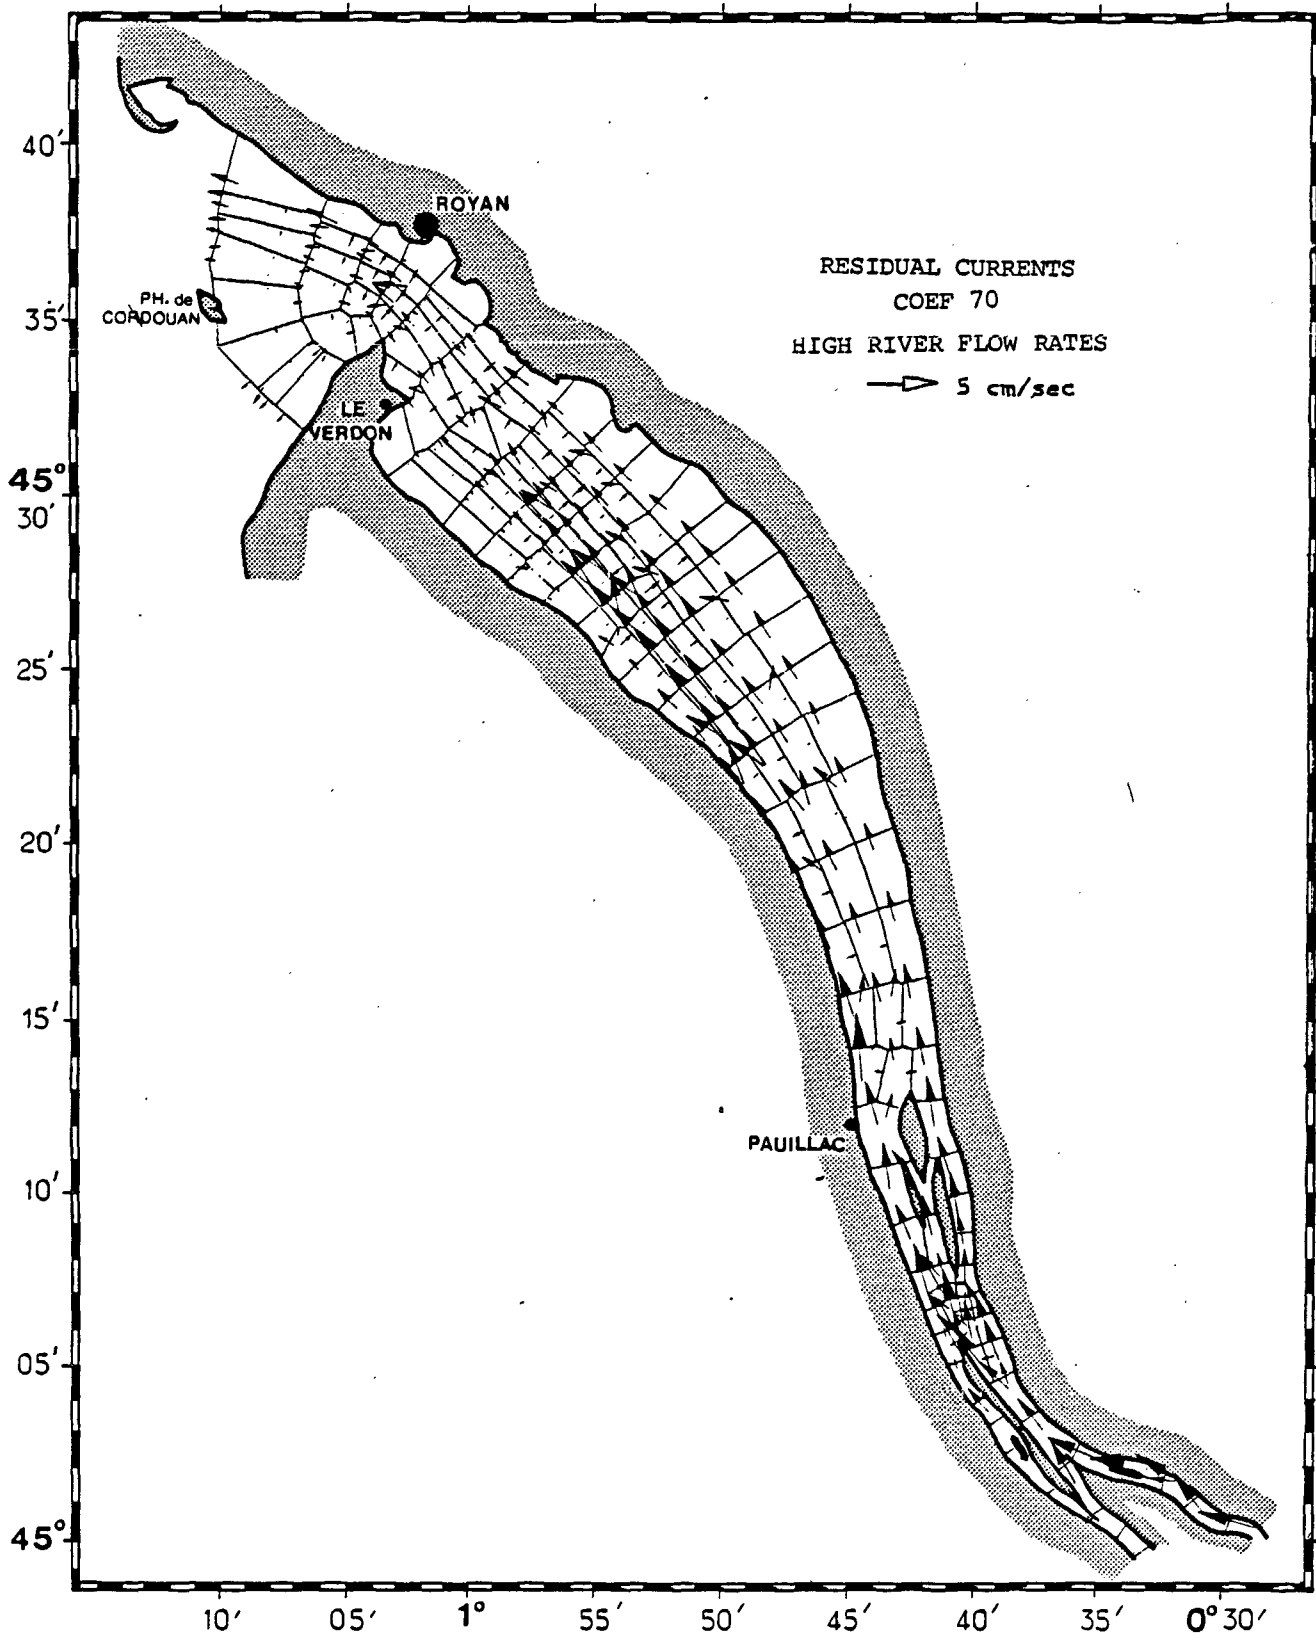 40'
ROYAN
RESIDUAL CURRENTS
COEF 70
HIGH RIVER FLOW RATES
5 cm/sec
PH. de
CORDOUAN
35'
LE
VERDON
45°
30'
25'
20'
15'
PAUILLAC
10'
05'
45°
10' 05' 1° 55' 50' 45' 40' 35' 0° 30'